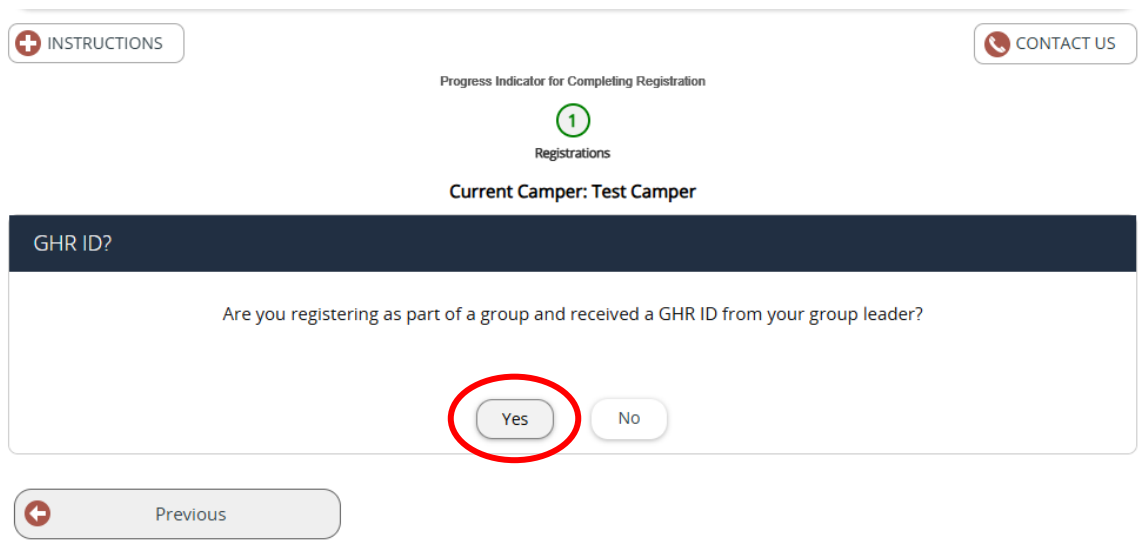 INSTRUCTIONS
CONTACT US
Progress Indicator for Completing Registration
1
Registrations
Current Camper: Test Camper
GHR ID?
Are you registering as part of a group and received a GHR ID from your group leader?
Yes
No
Previous